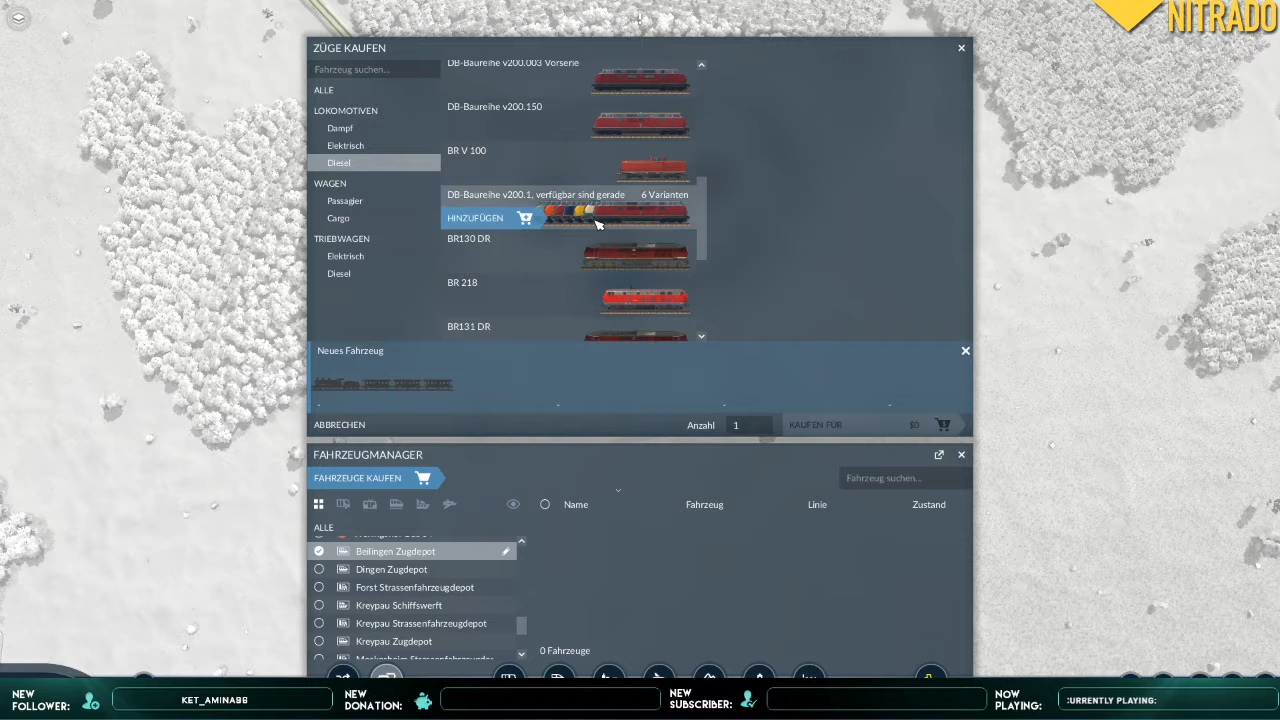 NITRADO
ZÜGE KAUFEN
Fahrzeug suchen...
ALLE
LOKOMOTIVEN
Dampf
Elektrisch
Diesel
WAGEN
Passagier
Cargo
TRIEBWAGEN
Elektrisch
Diesel
DB-Baureihe v200.003 Vorserie
DB-Baureihe v200.150
BR V 100
DB-Baureihe v200.1, verfügbar sind gerade 6 Varianten
HINZUFÜGEN
BR130 DR
BR 218
BR131 DR
Neues Fahrzeug
- - - -
ABBRECHEN Anzahl 1 KAUFEN FÜR $0
FAHRZEUGMANAGER
FAHRZEUGE KAUFEN Fahrzeug suchen...
Name Fahrzeug Linie Zustand
ALLE
Beilingen Zugdepot
Dingen Zugdepot
Forst Strassenfahrzeugdepot
Kreypau Schiffswerft
Kreypau Strassenfahrzeugdepot
Kreypau Zugdepot
0 Fahrzeuge
NEW FOLLOWER: KET_AMINA88
NEW DONATION:
NEW SUBSCRIBER:
NOW PLAYING: CURRENTLY PLAYING: